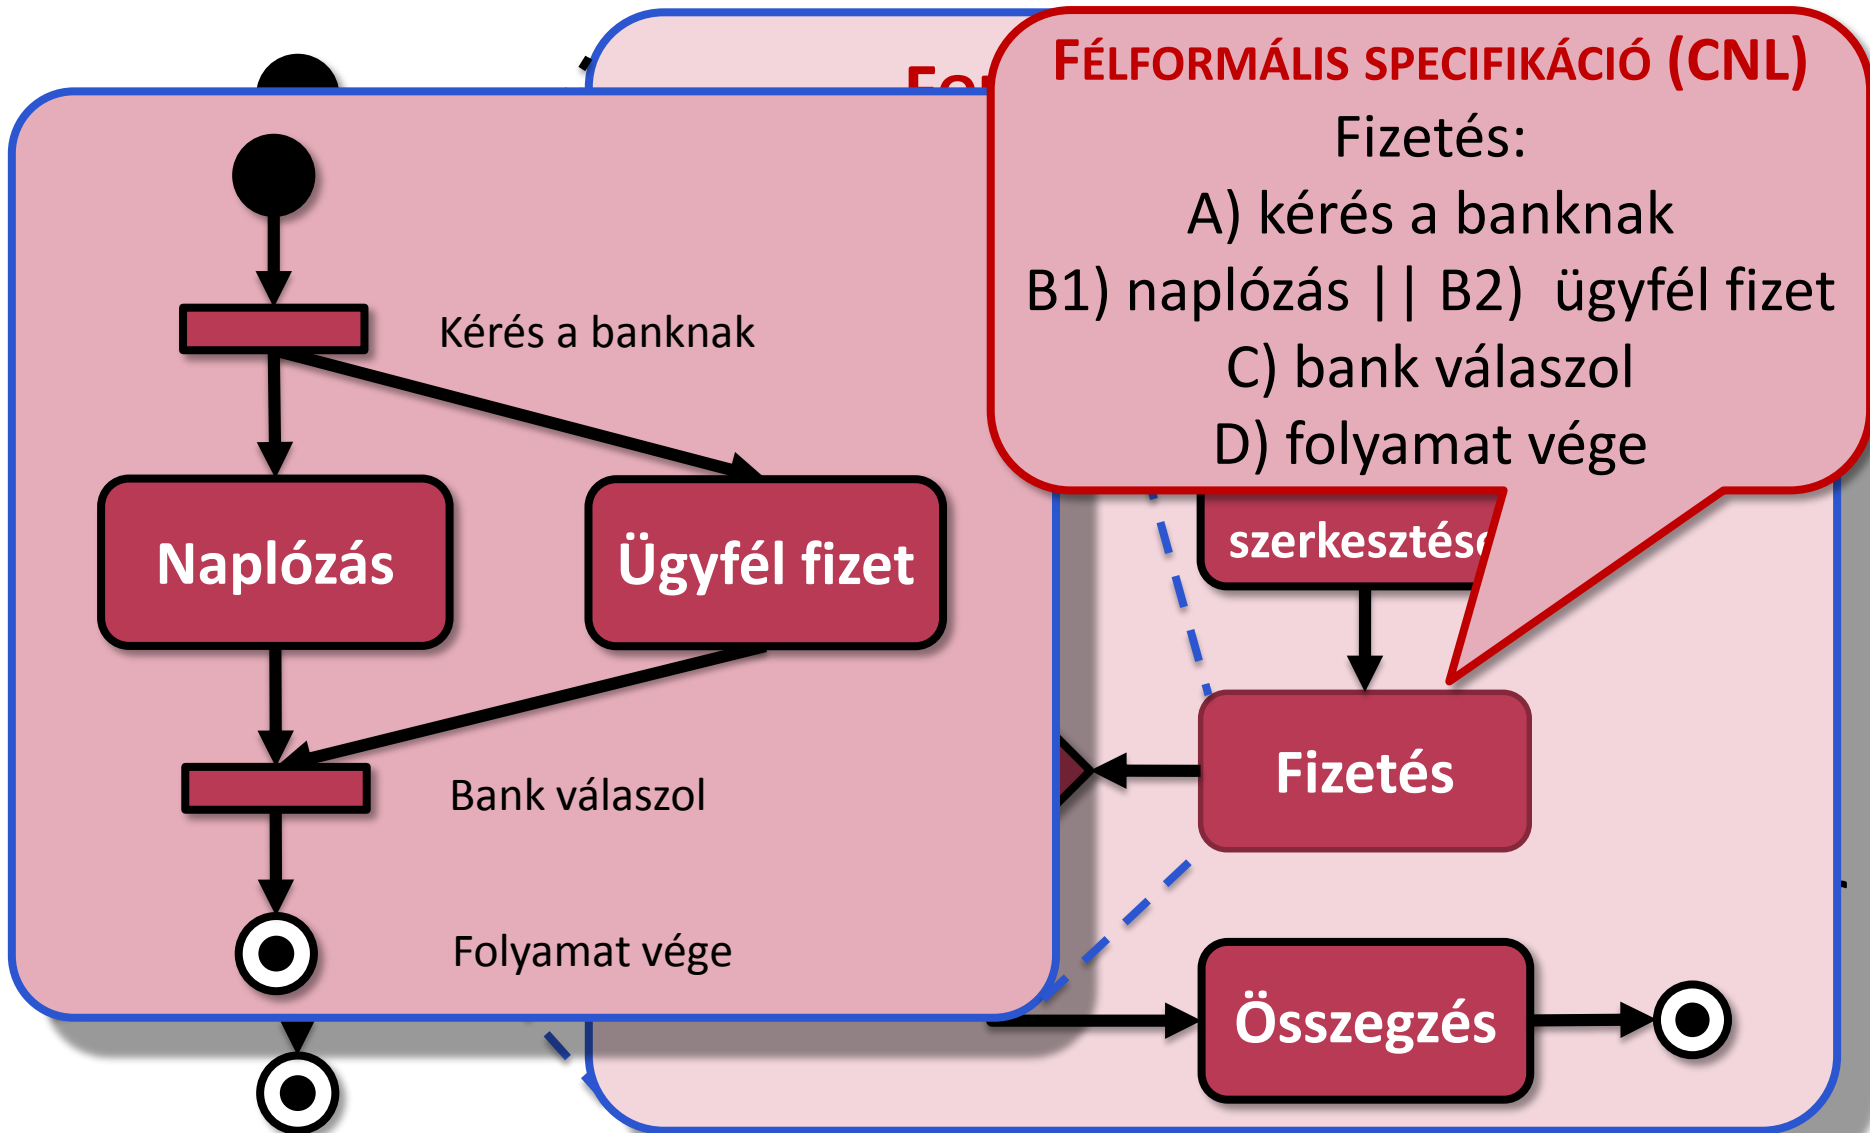 FÉLFORMÁLIS SPECIFIKÁCIÓ (CNL)
Fizetés:
A) kérés a banknak
B1) naplózás || B2) ügyfél fizet
C) bank válaszol
D) folyamat vége
Kérés a banknak
Naplózás
Ügyfél fizet
Bank válaszol
Folyamat vége
szerkesztése
Fizetés
Összegzés